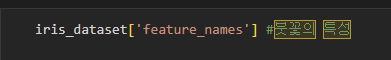 iris_dataset['feature_names'] #붓꽃의 특성